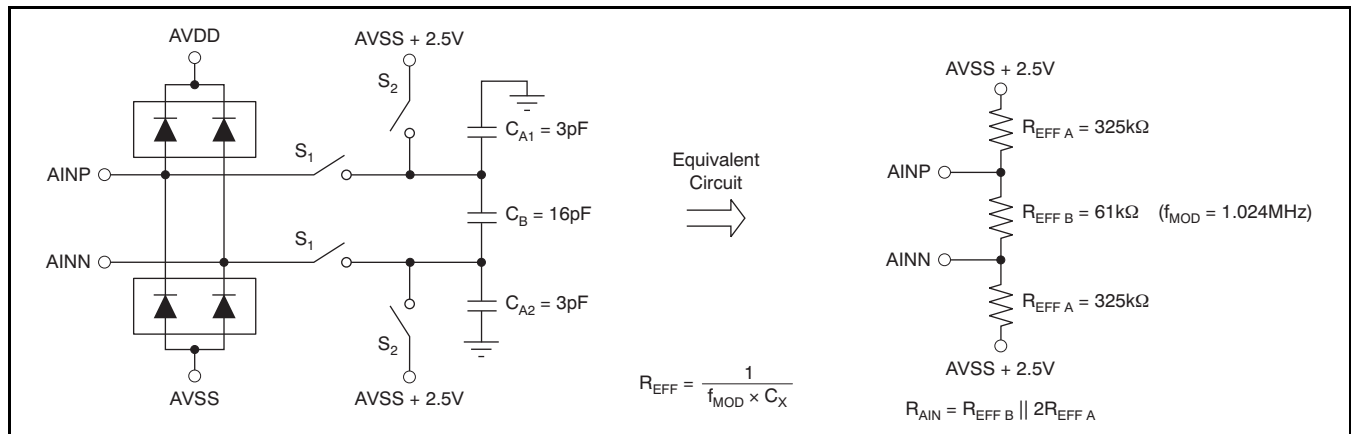 AVDD
AVSS + 2.5V
S2
CA1 = 3pF
S1
AINP
CB = 16pF
S1
AINN
CA2 = 3pF
S2
AVSS
AVSS + 2.5V
Equivalent
Circuit
REFF = 1 / fMOD × CX
AVSS + 2.5V
REFF A = 325kΩ
AINP
REFF B = 61kΩ (fMOD = 1.024MHz)
AINN
REFF A = 325kΩ
AVSS + 2.5V
RAIN = REFF B || 2REFF A